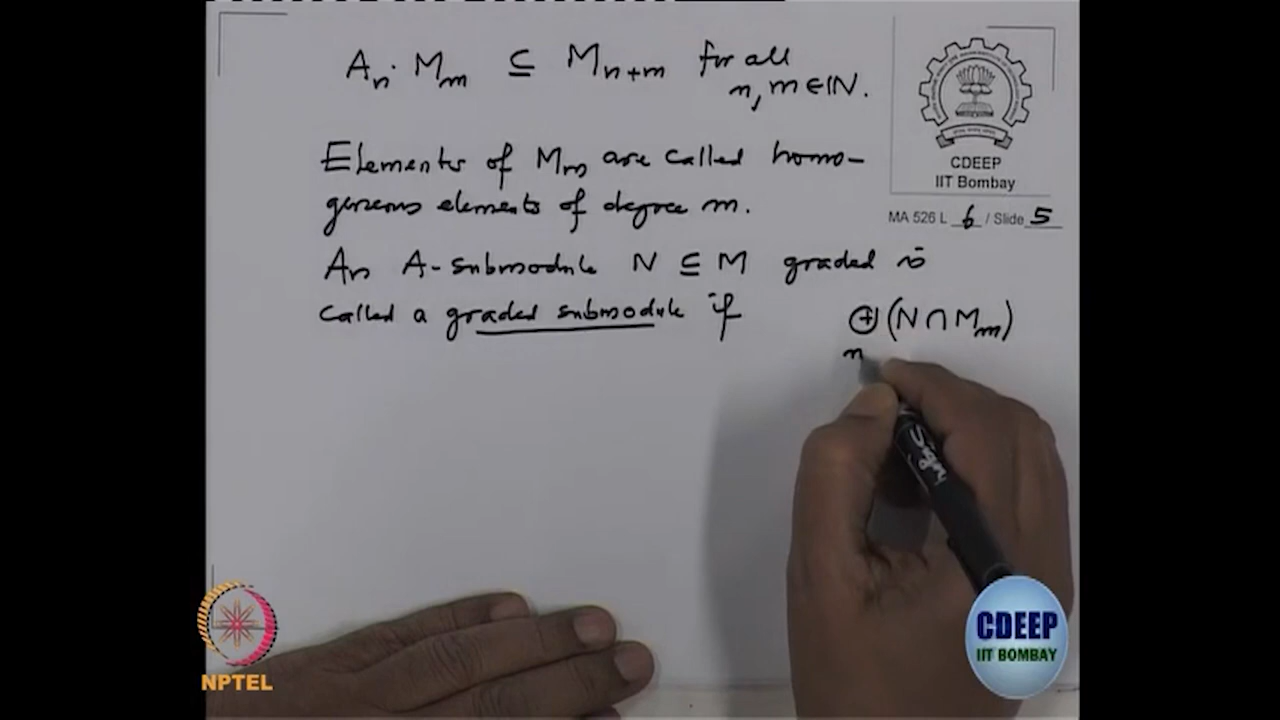 Aₙ · Mₘ ⊆ Mₙ₊ₘ for all
n, m ∈ ℕ.
Elements of Mₘ are called homo-
geneous elements of degree m.
An A-submodule N ⊆ M graded is
called a graded submodule if ⊕(N ∩ Mₘ)
m
CDEEP
IIT Bombay
MA 526 L 6 / Slide 5
NPTEL
CDEEP
IIT BOMBAY